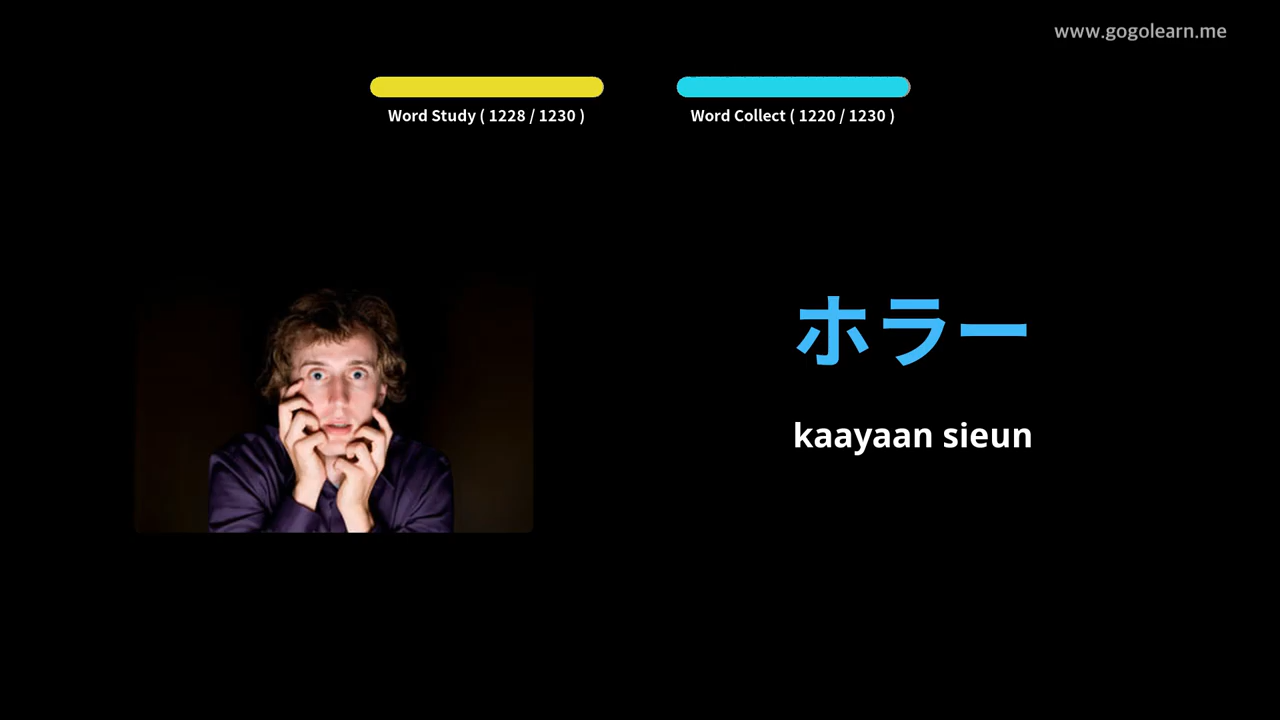 www.gogolearn.me
Word Study ( 1228 / 1230 )
Word Collect ( 1220 / 1230 )
ホラー
kaayaan sieun